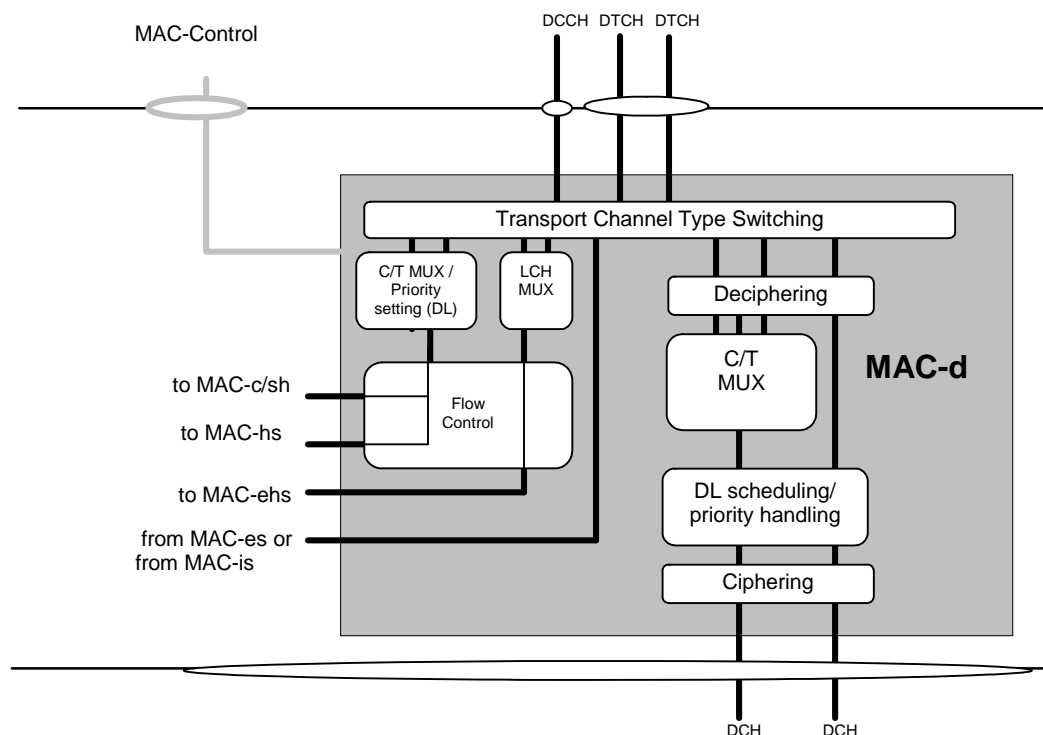 DCCH DTCH DTCH
MAC-Control
Transport Channel Type Switching
C/T MUX /
Priority
setting (DL)
LCH
MUX
Deciphering
C/T
MUX
MAC-d
to MAC-c/sh
Flow
Control
to MAC-hs
DL scheduling/
priority handling
to MAC-ehs
from MAC-es or
from MAC-is
Ciphering
DCH DCH